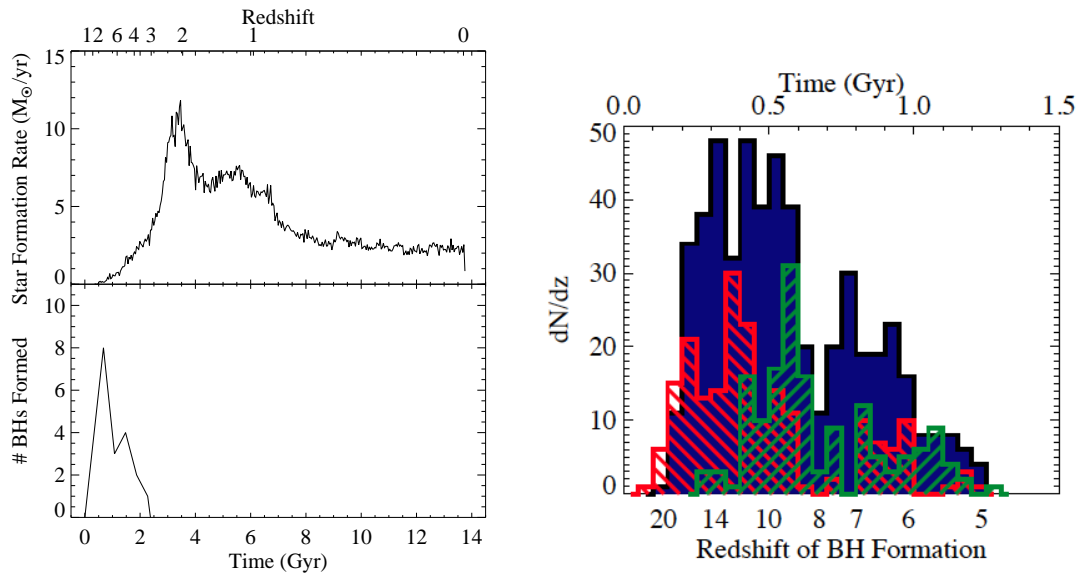 Redshift
12 6 4 3 2 1 0
Star Formation Rate (M⊙/yr)
15
10
5
0
# BHs Formed
10
8
6
4
2
0
0 2 4 6 8 10 12 14
Time (Gyr)
Time (Gyr)
0.0 0.5 1.0 1.5
dN/dz
50
40
30
20
10
0
20 14 10 8 7 6 5
Redshift of BH Formation